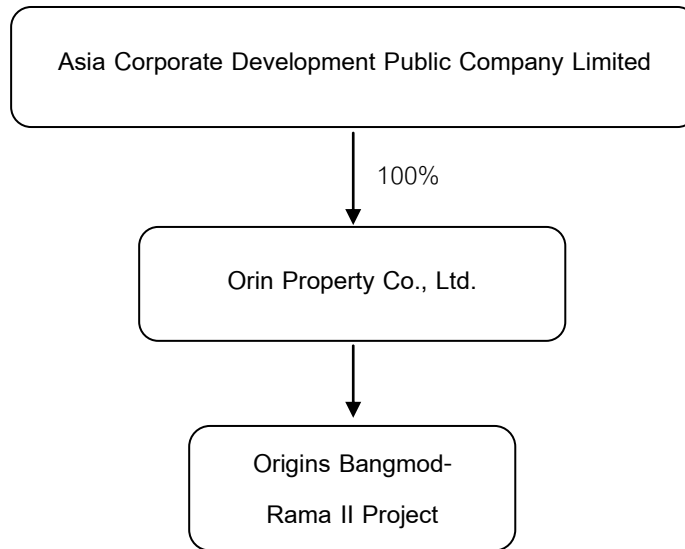 Asia Corporate Development Public Company Limited
100%
Orin Property Co., Ltd.
Origins Bangmod-
Rama II Project